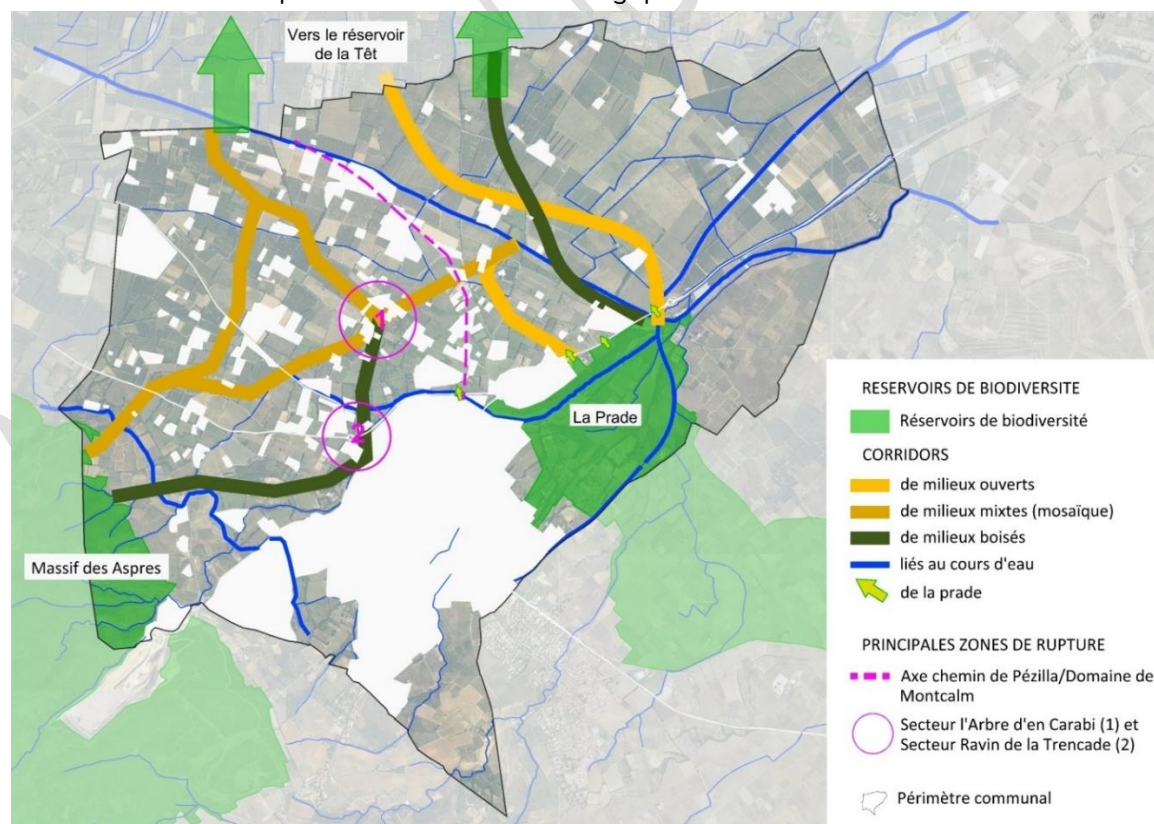 Vers le réservoir
de la Têt
1
2
La Prade
Massif des Aspres
RESERVOIRS DE BIODIVERSITE
Réservoirs de biodiversité
CORRIDORS
de milieux ouverts
de milieux mixtes (mosaïque)
de milieux boisés
liés au cours d'eau
de la prade
PRINCIPALES ZONES DE RUPTURE
Axe chemin de Pézilla/Domaine de
Montcalm
Secteur l'Arbre d'en Carabi (1) et
Secteur Ravin de la Trencade (2)
Périmètre communal